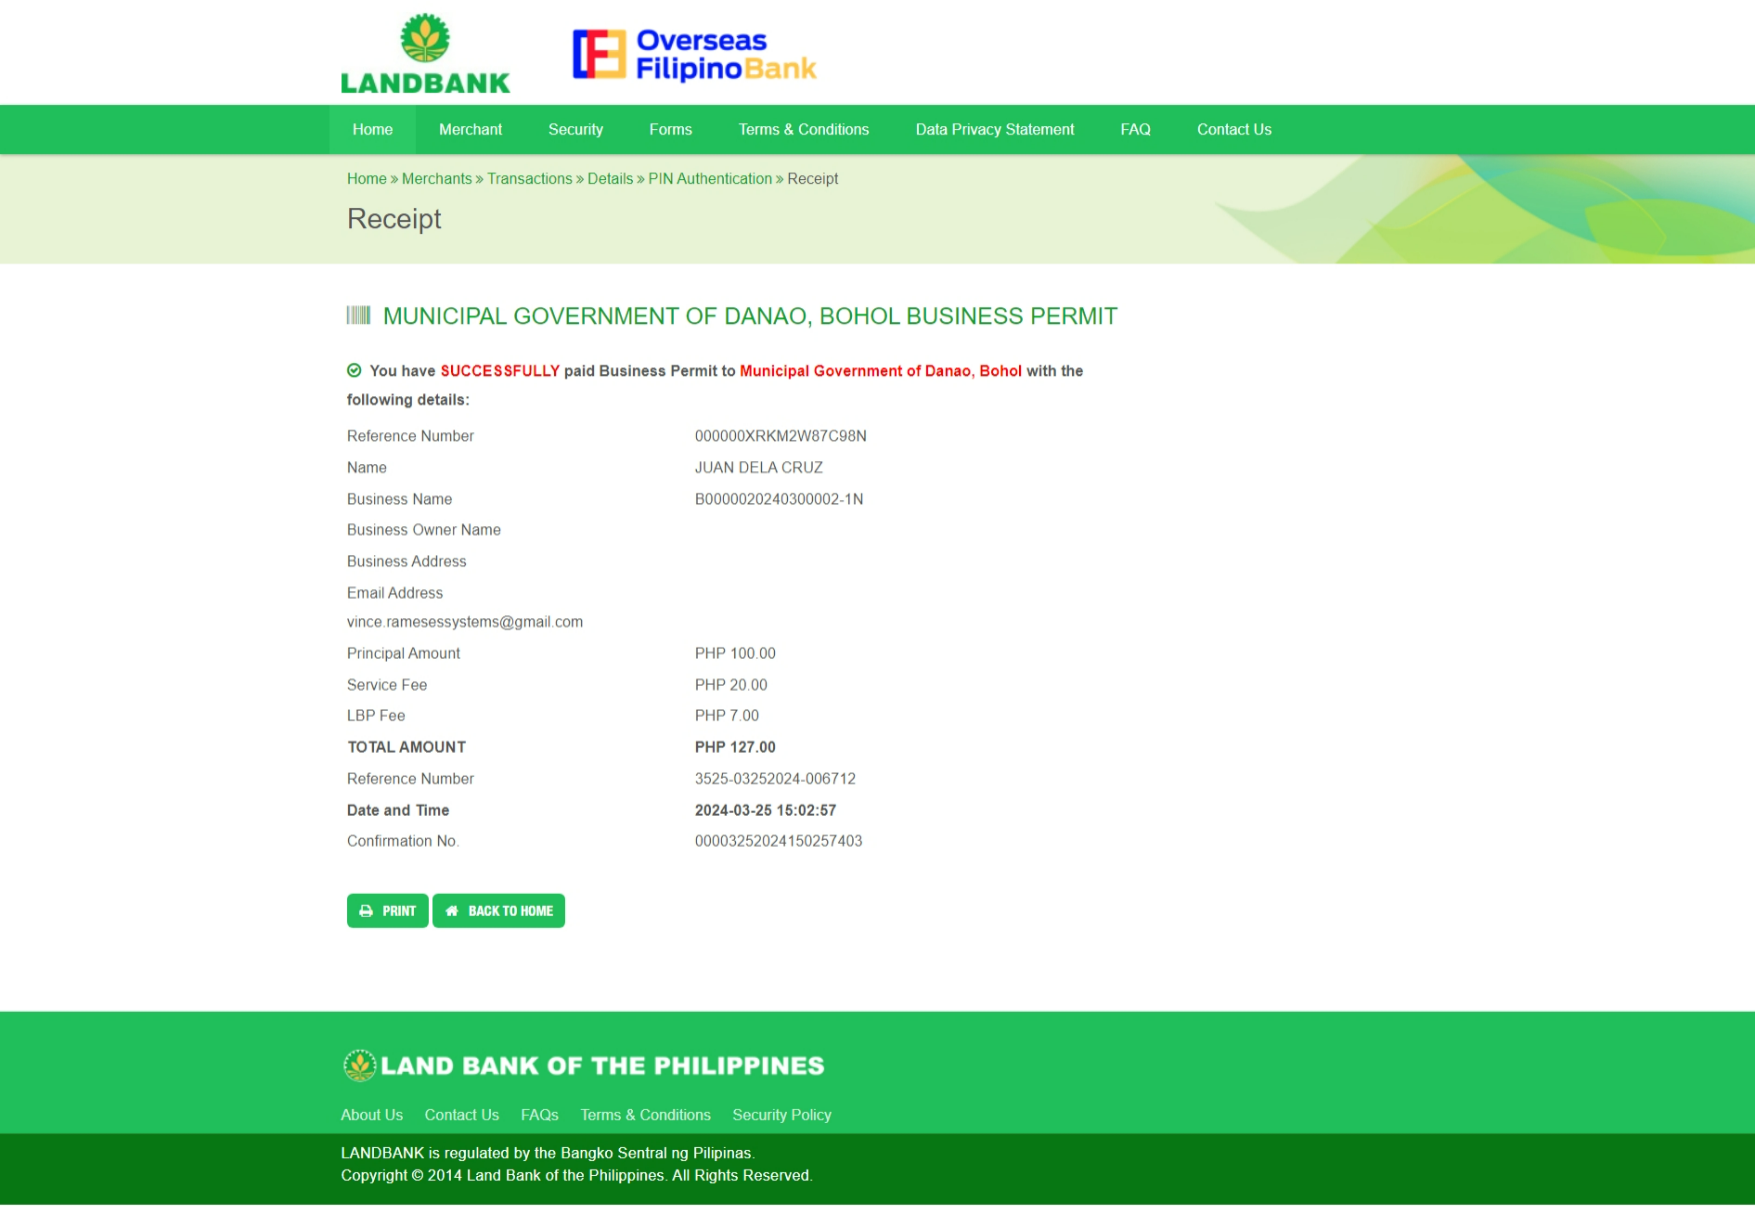 LANDBANK
Overseas
FilipinoBank
Home Merchant Security Forms Terms & Conditions Data Privacy Statement FAQ Contact Us
Home » Merchants » Transactions » Details » PIN Authentication » Receipt
Receipt
MUNICIPAL GOVERNMENT OF DANAO, BOHOL BUSINESS PERMIT
You have SUCCESSFULLY paid Business Permit to Municipal Government of Danao, Bohol with the
following details:
Reference Number 000000XRKM2W87C98N
Name JUAN DELA CRUZ
Business Name B0000020240300002-1N
Business Owner Name
Business Address
Email Address
vince.ramesessystems@gmail.com
Principal Amount PHP 100.00
Service Fee PHP 20.00
LBP Fee PHP 7.00
TOTAL AMOUNT PHP 127.00
Reference Number 3525-03252024-006712
Date and Time 2024-03-25 15:02:57
Confirmation No. 00003252024150257403
PRINT BACK TO HOME
LAND BANK OF THE PHILIPPINES
About Us Contact Us FAQs Terms & Conditions Security Policy
LANDBANK is regulated by the Bangko Sentral ng Pilipinas.
Copyright © 2014 Land Bank of the Philippines. All Rights Reserved.